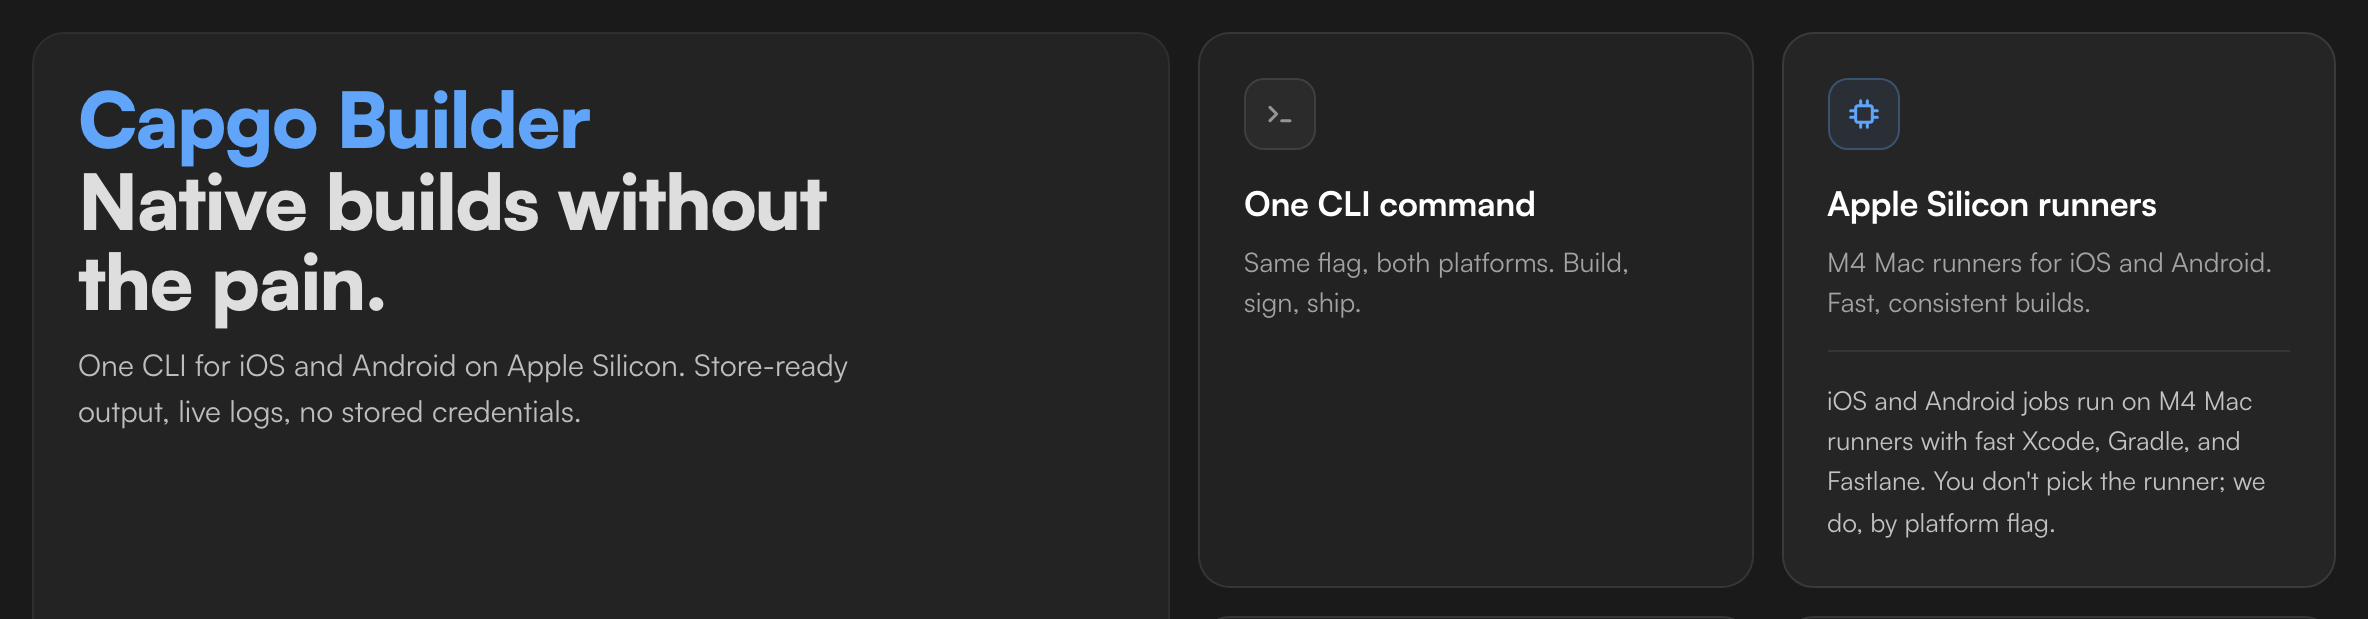 Capgo Builder
Native builds without
the pain.
One CLI for iOS and Android on Apple Silicon. Store-ready
output, live logs, no stored credentials.
One CLI command
Same flag, both platforms. Build,
sign, ship.
Apple Silicon runners
M4 Mac runners for iOS and Android.
Fast, consistent builds.
iOS and Android jobs run on M4 Mac
runners with fast Xcode, Gradle, and
Fastlane. You don't pick the runner; we
do, by platform flag.